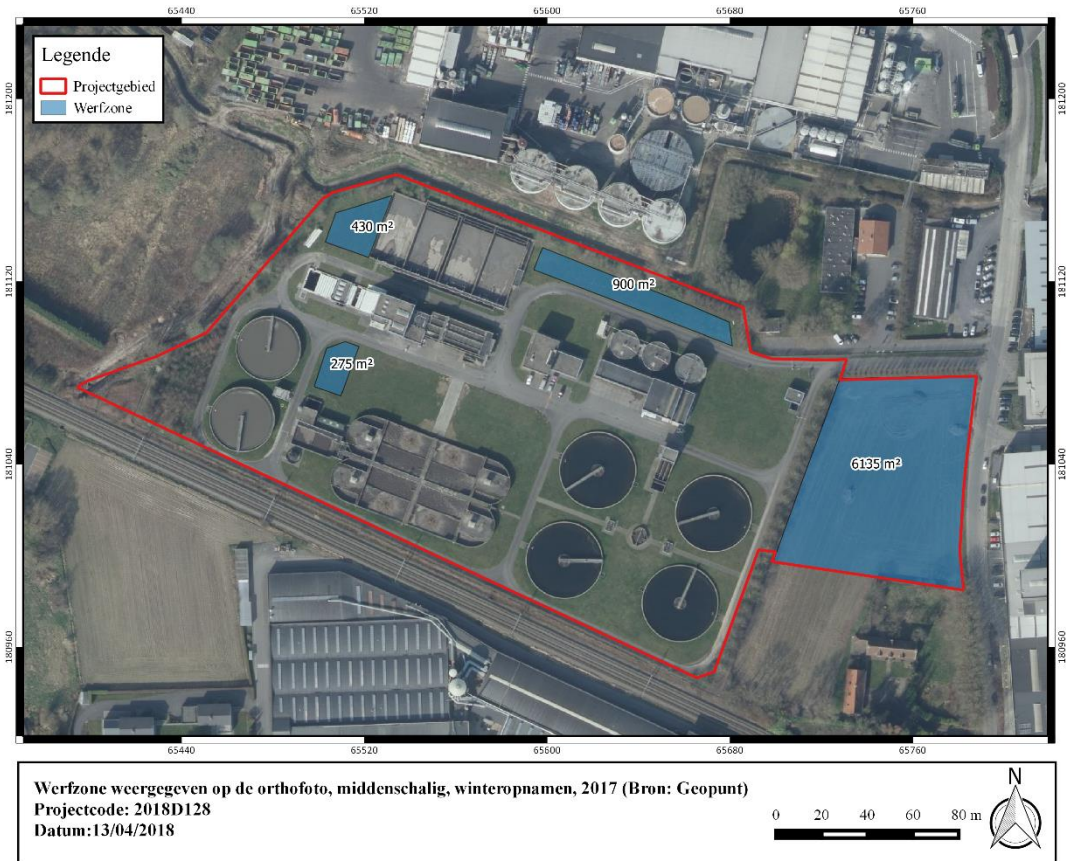 65440 65520 65600 65680 65760
Legende
Projectgebied
Werfzone
181200
181200
430 m²
181120
900 m²
181120
275 m²
181040
6135 m²
181040
180960
180960
65440 65520 65600 65680 65760
Werfzone weergegeven op de orthofoto, middenschalig, winteropnamen, 2017 (Bron: Geopunt)
Projectcode: 2018D128
Datum:13/04/2018
N
0 20 40 60 80 m